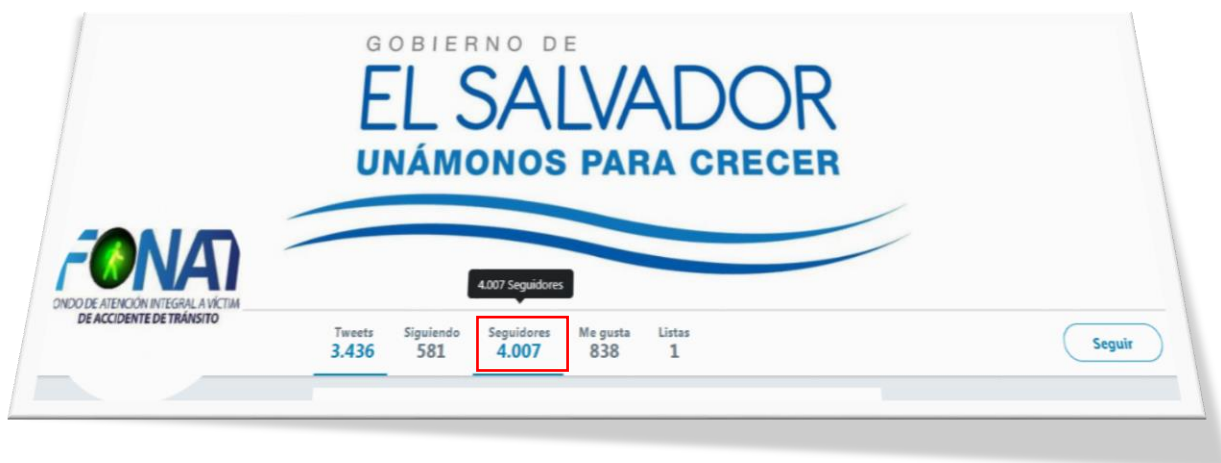 GOBIERNO DE
EL SALVADOR
UNÁMONOS PARA CRECER
FONAT
ONDO DE ATENCIÓN INTEGRAL A VÍCTIM
DE ACCIDENTE DE TRÁNSITO
4.007 Seguidores
Tweets Siguiendo Seguidores Me gusta Listas
3.436 581 4.007 838 1
Seguir